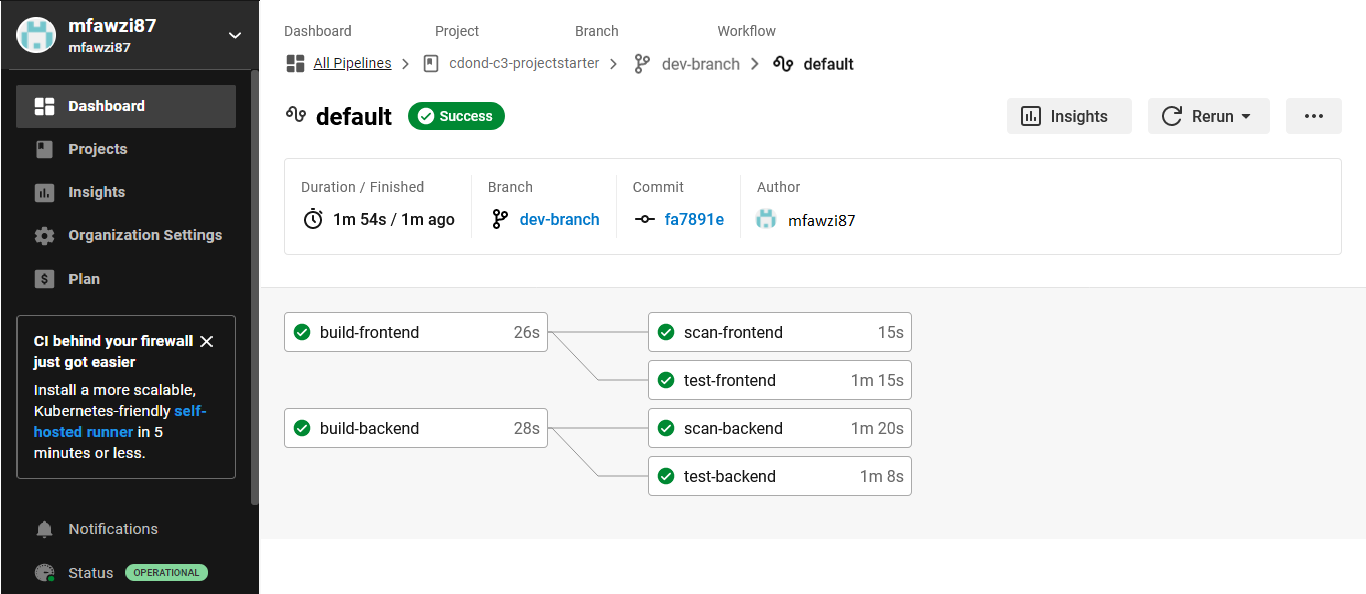 mfawzi87
mfawzi87
Dashboard
Projects
Insights
Organization Settings
Plan
CI behind your firewall
just got easier
Install a more scalable,
Kubernetes-friendly self-
hosted runner in 5
minutes or less.
Notifications
Status OPERATIONAL
Dashboard Project Branch Workflow
All Pipelines cdond-c3-projectstarter dev-branch default
default Success Insights Rerun
Duration / Finished Branch Commit Author
1m 54s / 1m ago dev-branch fa7891e mfawzi87
build-frontend 26s scan-frontend 15s
test-frontend 1m 15s
build-backend 28s scan-backend 1m 20s
test-backend 1m 8s